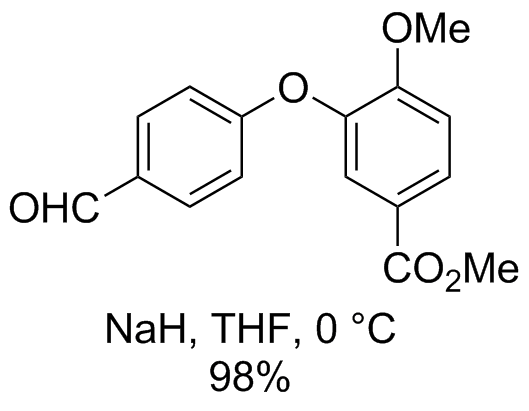 OMe
O
OHC
CO₂Me
NaH, THF, 0 °C
98%